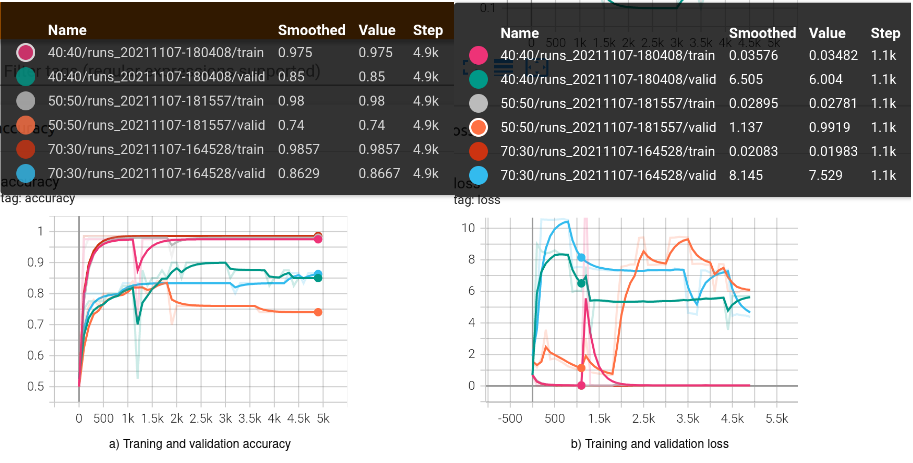 Name Smoothed Value Step
40:40/runs_20211107-180408/train 0.975 0.975 4.9k
40:40/runs_20211107-180408/valid 0.85 0.85 4.9k
50:50/runs_20211107-181557/train 0.98 0.98 4.9k
50:50/runs_20211107-181557/valid 0.74 0.74 4.9k
70:30/runs_20211107-164528/train 0.9857 0.9857 4.9k
70:30/runs_20211107-164528/valid 0.8629 0.8667 4.9k
accuracy
tag: accuracy
1
0.9
0.8
0.7
0.6
0.5
0 500 1k 1.5k 2k 2.5k 3k 3.5k 4k 4.5k 5k
a) Traning and validation accuracy
0.1
Name Smoothed Value Step
40:40/runs_20211107-180408/train 0.03576 0.03482 1.1k
40:40/runs_20211107-180408/valid 6.505 6.004 1.1k
50:50/runs_20211107-181557/train 0.02895 0.02781 1.1k
50:50/runs_20211107-181557/valid 1.137 0.9919 1.1k
70:30/runs_20211107-164528/train 0.02083 0.01983 1.1k
70:30/runs_20211107-164528/valid 8.145 7.529 1.1k
loss
tag: loss
10
8
6
4
2
0
-500 500 1.5k 2.5k 3.5k 4.5k 5.5k
b) Training and validation loss